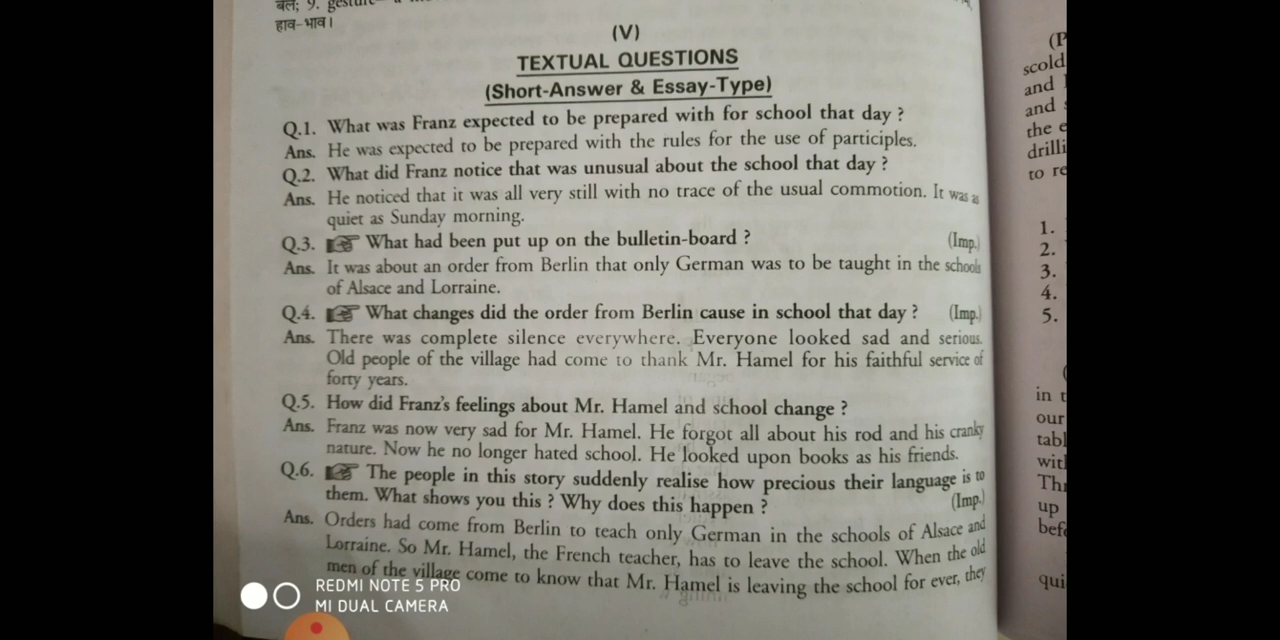 बल; 9. gesture—
हाव-भाव।
(V)
TEXTUAL QUESTIONS
(Short-Answer & Essay-Type)
Q.1. What was Franz expected to be prepared with for school that day ?
Ans. He was expected to be prepared with the rules for the use of participles.
Q.2. What did Franz notice that was unusual about the school that day ?
Ans. He noticed that it was all very still with no trace of the usual commotion. It was as
quiet as Sunday morning.
Q.3. What had been put up on the bulletin-board ? (Imp.)
Ans. It was about an order from Berlin that only German was to be taught in the schools
of Alsace and Lorraine.
Q.4. What changes did the order from Berlin cause in school that day ? (Imp.)
Ans. There was complete silence everywhere. Everyone looked sad and serious.
Old people of the village had come to thank Mr. Hamel for his faithful service of
forty years.
Q.5. How did Franz's feelings about Mr. Hamel and school change ?
Ans. Franz was now very sad for Mr. Hamel. He forgot all about his rod and his cranky
nature. Now he no longer hated school. He looked upon books as his friends.
Q.6. The people in this story suddenly realise how precious their language is to
them. What shows you this ? Why does this happen ? (Imp.)
Ans. Orders had come from Berlin to teach only German in the schools of Alsace and
Lorraine. So Mr. Hamel, the French teacher, has to leave the school. When the old
men of the village come to know that Mr. Hamel is leaving the school for ever, they
REDMI NOTE 5 PRO
MI DUAL CAMERA
(P
scold
and
and
the
drilli
to re
1.
2.
3.
4.
5.
in t
our
tabl
with
Thr
up
befo
qui